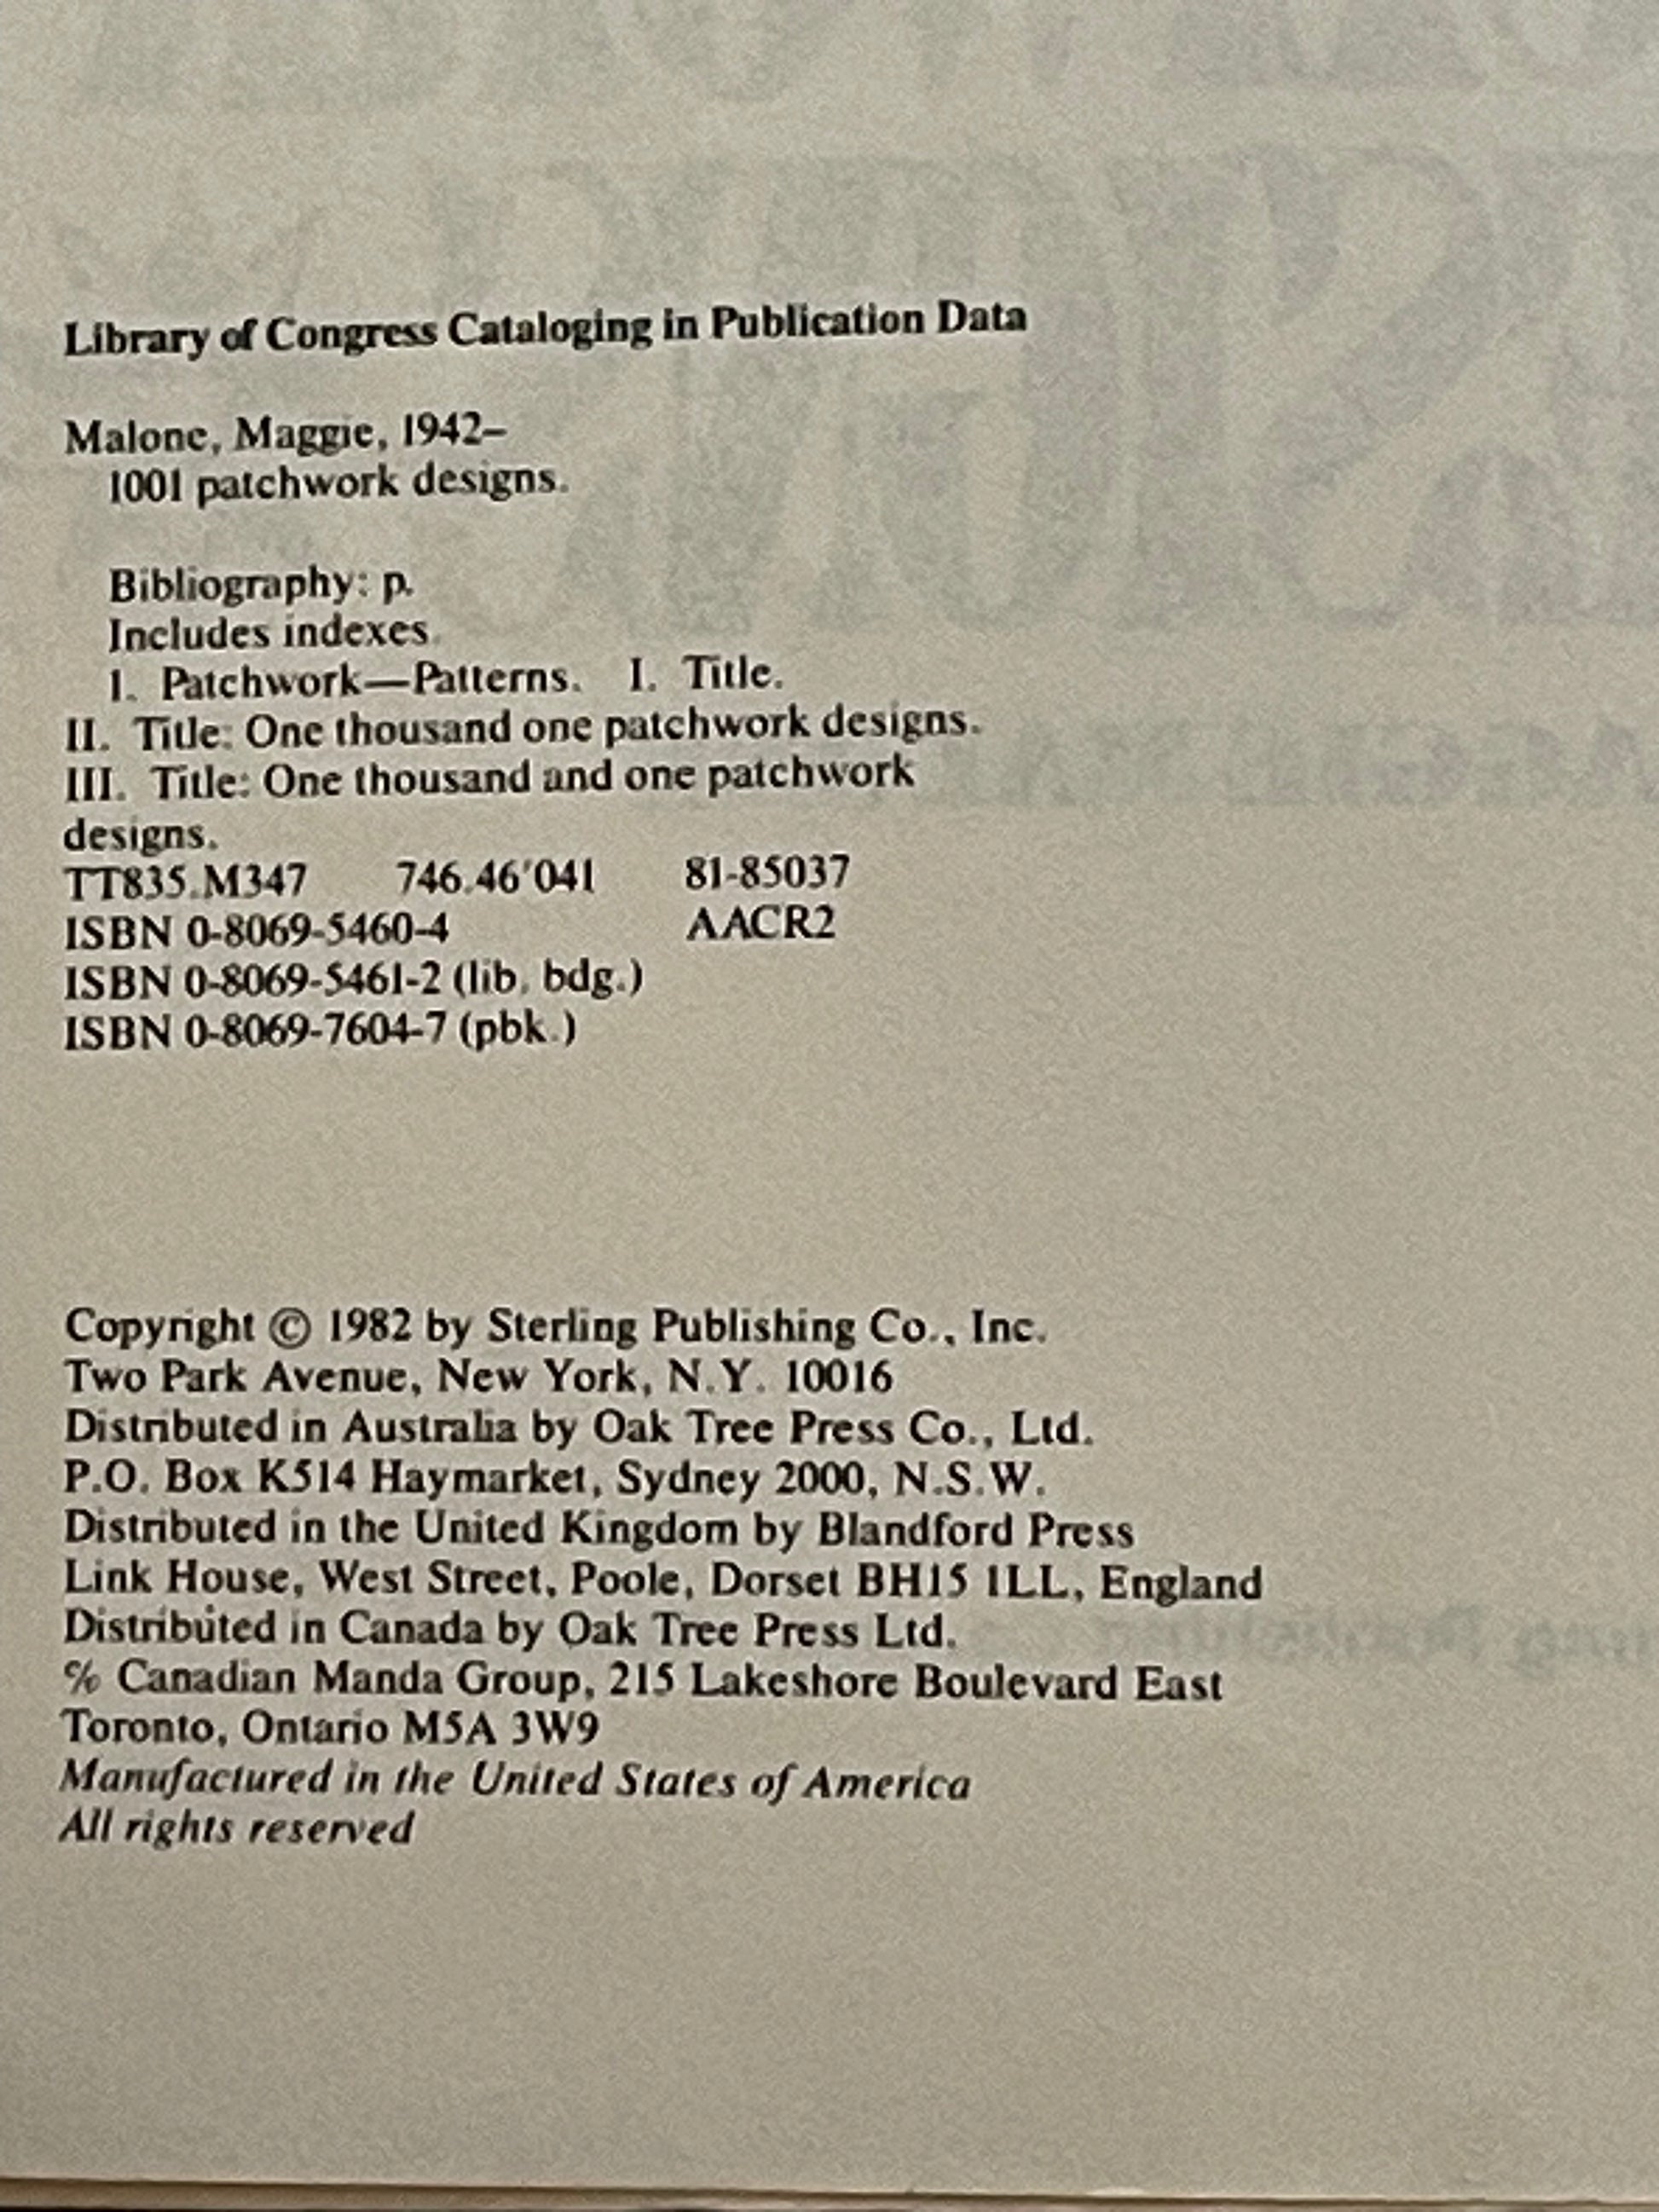 Library of Congress Cataloging in Publication Data
Malone, Maggie, 1942–
1001 patchwork designs.
Bibliography: p.
Includes indexes.
1. Patchwork—Patterns. I. Title.
II. Title: One thousand one patchwork designs.
III. Title: One thousand and one patchwork
designs.
TT835.M347 746.46'041 81-85037
ISBN 0-8069-5460-4 AACR2
ISBN 0-8069-5461-2 (lib. bdg.)
ISBN 0-8069-7604-7 (pbk.)
Copyright © 1982 by Sterling Publishing Co., Inc.
Two Park Avenue, New York, N.Y. 10016
Distributed in Australia by Oak Tree Press Co., Ltd.
P.O. Box K514 Haymarket, Sydney 2000, N.S.W.
Distributed in the United Kingdom by Blandford Press
Link House, West Street, Poole, Dorset BH15 1LL, England
Distributed in Canada by Oak Tree Press Ltd.
℅ Canadian Manda Group, 215 Lakeshore Boulevard East
Toronto, Ontario M5A 3W9
Manufactured in the United States of America
All rights reserved